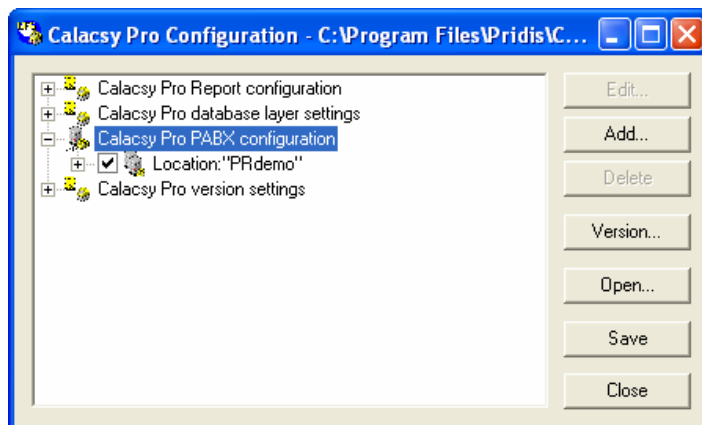 Calacsy Pro Configuration - C:\Program Files\Pridis\C...
Calacsy Pro Report configuration
Calacsy Pro database layer settings
Calacsy Pro PABX configuration
Location:"PRdemo"
Calacsy Pro version settings
Edit...
Add...
Delete
Version...
Open...
Save
Close